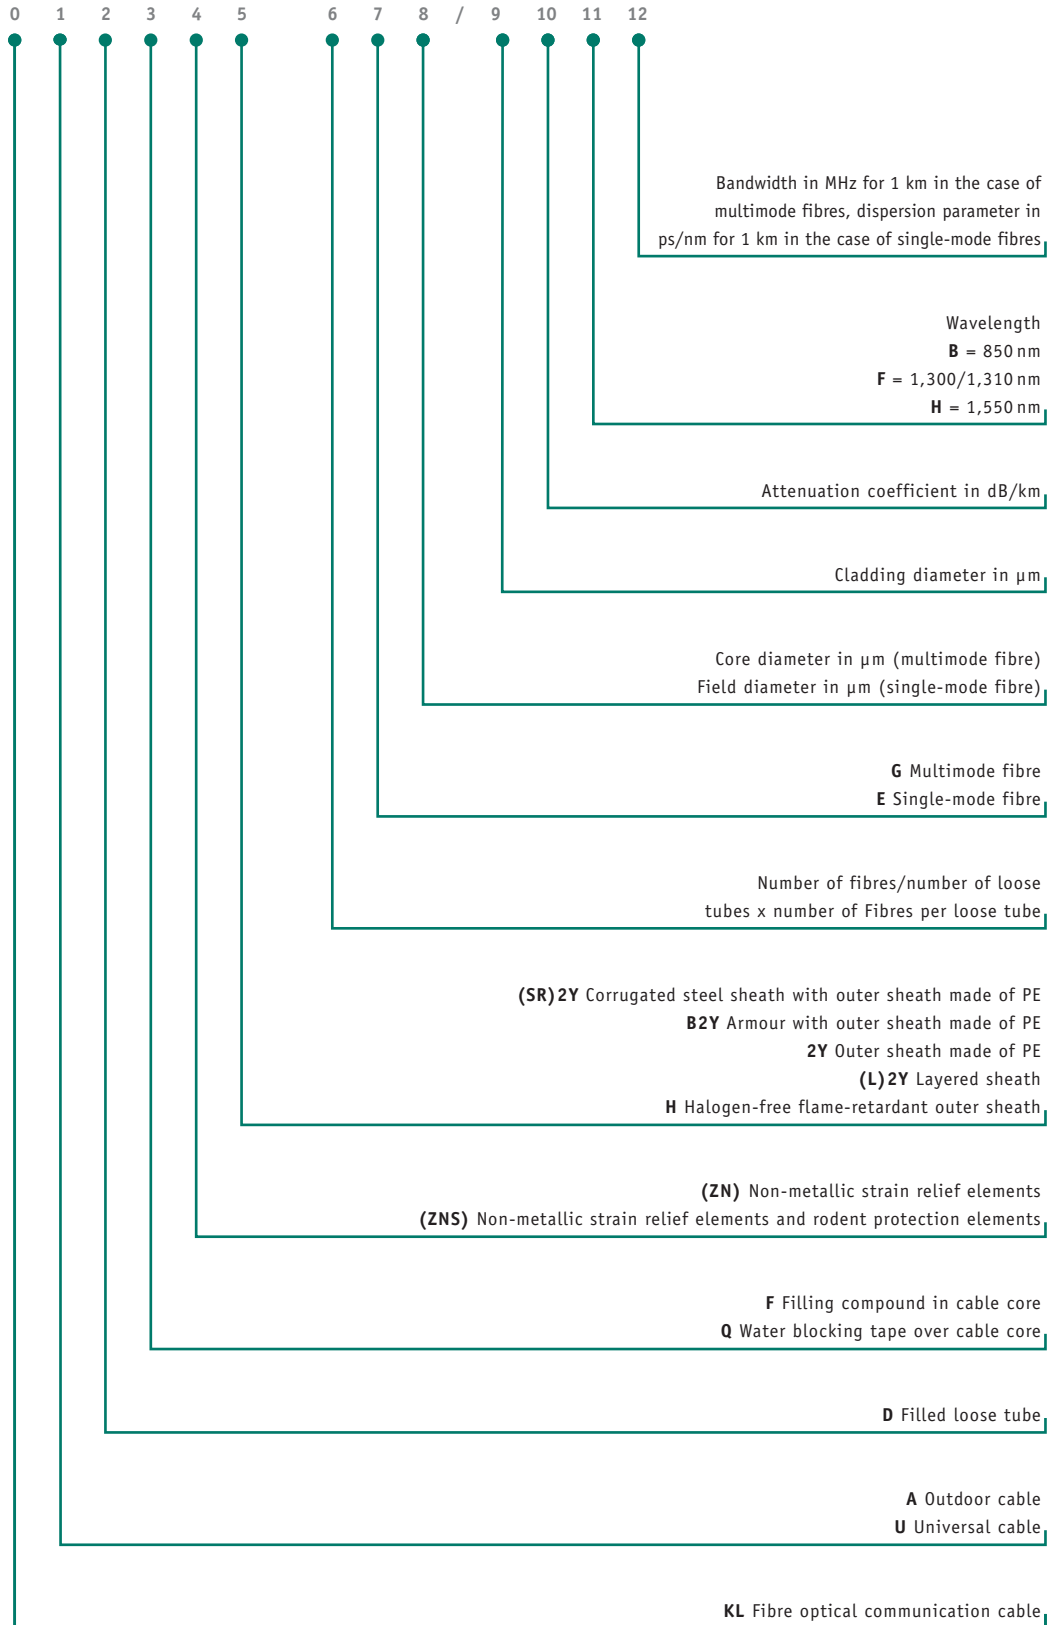 0 1 2 3 4 5 6 7 8 / 9 10 11 12
Bandwidth in MHz for 1 km in the case of
multimode fibres, dispersion parameter in
ps/nm for 1 km in the case of single-mode fibres
Wavelength
B = 850 nm
F = 1,300/1,310 nm
H = 1,550 nm
Attenuation coefficient in dB/km
Cladding diameter in µm
Core diameter in µm (multimode fibre)
Field diameter in µm (single-mode fibre)
G Multimode fibre
E Single-mode fibre
Number of fibres/number of loose
tubes x number of Fibres per loose tube
(SR)2Y Corrugated steel sheath with outer sheath made of PE
B2Y Armour with outer sheath made of PE
2Y Outer sheath made of PE
(L)2Y Layered sheath
H Halogen-free flame-retardant outer sheath
(ZN) Non-metallic strain relief elements
(ZNS) Non-metallic strain relief elements and rodent protection elements
F Filling compound in cable core
Q Water blocking tape over cable core
D Filled loose tube
A Outdoor cable
U Universal cable
KL Fibre optical communication cable